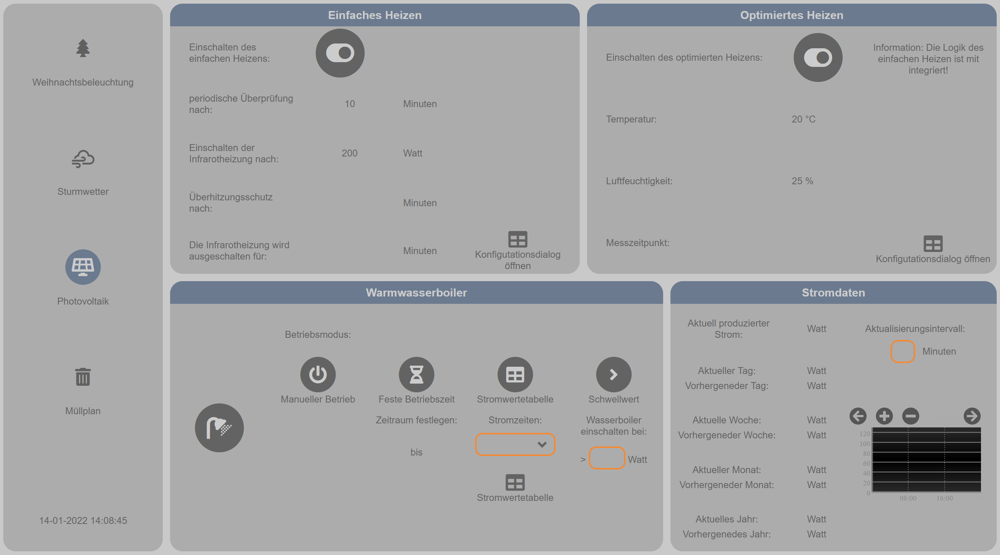 Weihnachtsbeleuchtung
Sturmwetter
Photovoltaik
Müllplan
14-01-2022 14:08:45
Einfaches Heizen
Einschalten des
einfachen Heizens:
periodische Überprüfung
nach:
10
Minuten
Einschalten der
Infrarotheizung nach:
200
Watt
Überhitzungsschutz
nach:
Minuten
Die Infrarotheizung wird
ausgeschalten für:
Minuten
Konfigutationsdialog
öffnen
Optimiertes Heizen
Einschalten des optimierten Heizens:
Information: Die Logik des
einfachen Heizen ist mit
integriert!
Temperatur:
20 °C
Luftfeuchtigkeit:
25 %
Messzeitpunkt:
Konfigutationsdialog öffnen
Warmwasserboiler
Betriebsmodus:
Manueller Betrieb
Feste Betriebszeit
Stromwertetabelle
Schwellwert
Zeitraum festlegen:
bis
Stromzeiten:
Stromwertetabelle
Wasserboiler
einschalten bei:
> Watt
Stromdaten
Aktuell produzierter
Strom:
Watt
Aktualisierungsintervall:
Minuten
Aktueller Tag:
Watt
Vorhergeneder Tag:
Watt
Aktuelle Woche:
Watt
Vorhergeneder Woche:
Watt
Aktueller Monat:
Watt
Vorhergeneder Monat:
Watt
Aktuelles Jahr:
Watt
Vorhergenedes Jahr:
Watt
120
100
80
60
40
20
0
08:00
16:00